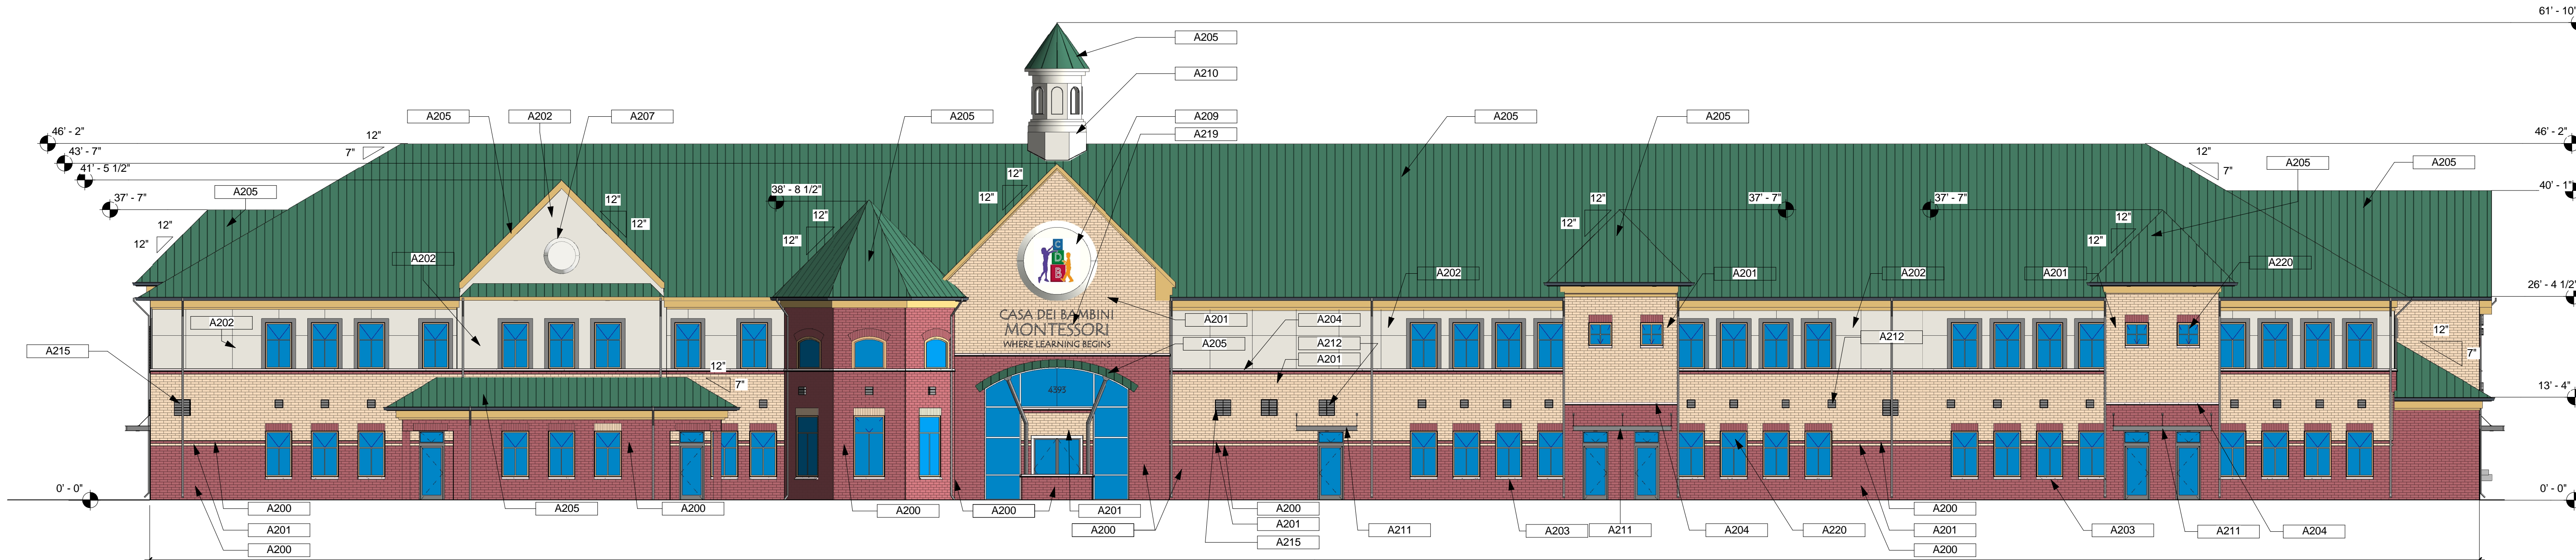 61' - 10"
A205
A210
A205
A202
A207
A205
A209
A205
A205
A219
46' - 2"
12"
7"
46' - 2"
43' - 7"
12"
7"
A205
A205
41' - 5 1/2"
12"
12"
40' - 1"
A205
38' - 8 1/2"
37' - 7"
12"
12"
12"
12"
12"
12"
37' - 7"
37' - 7"
12"
12"
12"
12"
12"
12"
C
D
B
A202
A202
A201
A202
A201
A220
26' - 4 1/2"
CASA DEI BAMBINI
MONTESSORI
WHERE LEARNING BEGINS
A202
A201
A204
A215
A205
A212
A212
A201
12"
7"
12"
7"
4393
13' - 4"
0' - 0"
0' - 0"
A200
A205
A200
A200
A200
A201
A200
A200
A201
A200
A201
A215
A211
A203
A211
A204
A220
A200
A201
A200
A203
A211
A204
A200